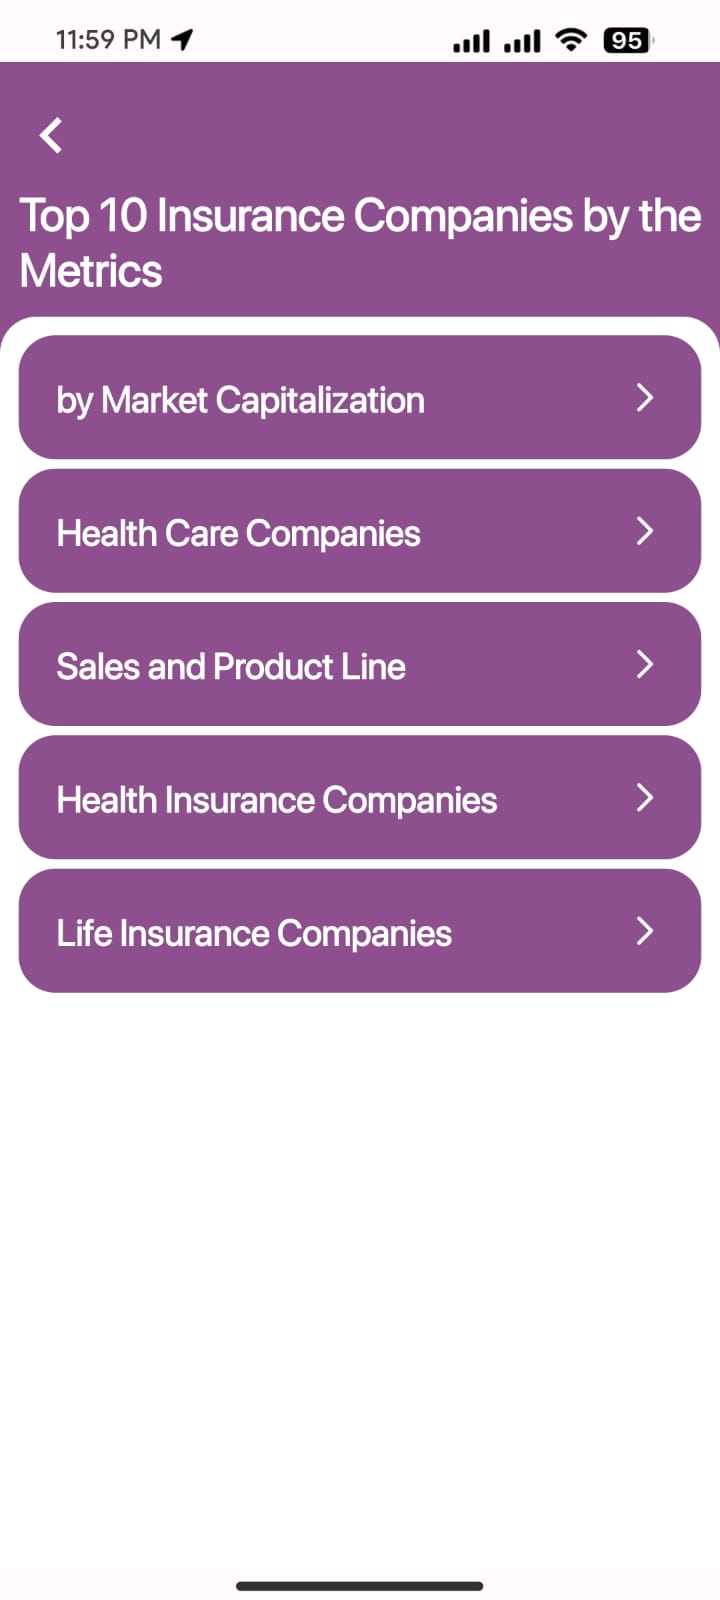 11:59 PM
95
Top 10 Insurance Companies by the
Metrics
by Market Capitalization
Health Care Companies
Sales and Product Line
Health Insurance Companies
Life Insurance Companies